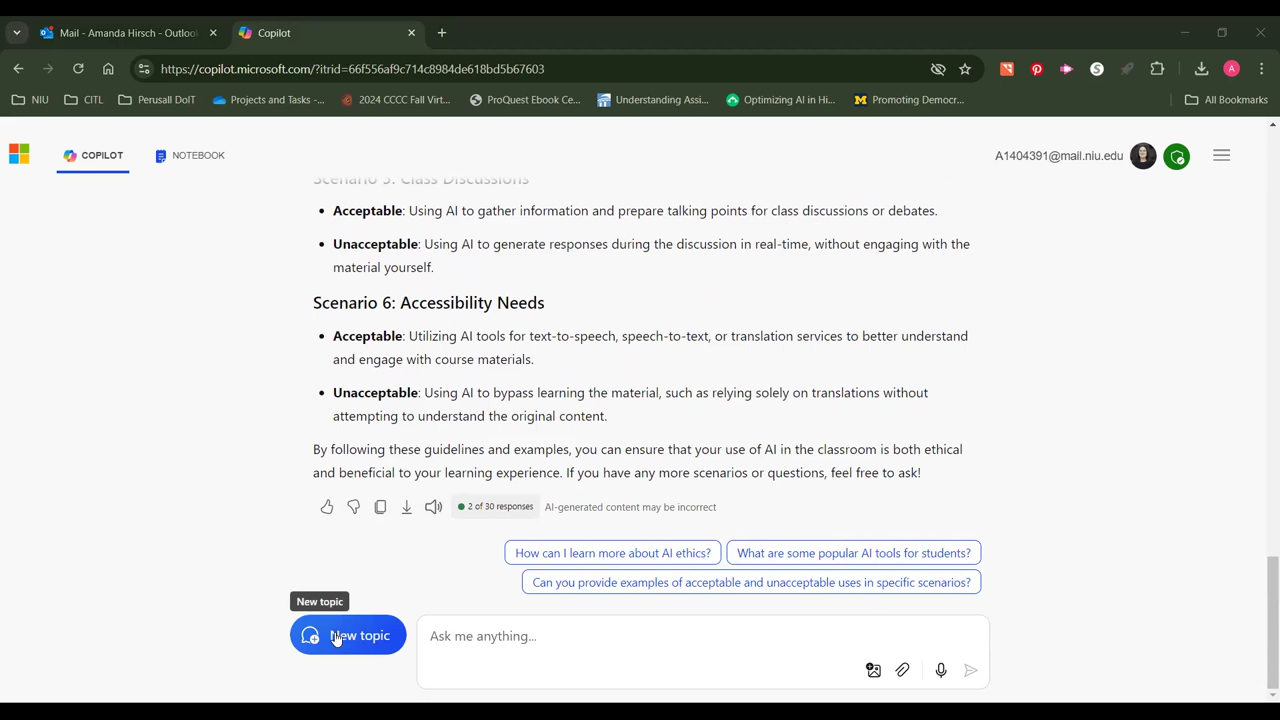 Mail - Amanda Hirsch - Outlook
Copilot
https://copilot.microsoft.com/?itrid=66f556af9c714c8984de618bd5b67603
A
NIU
CITL
Perusall DoIT
Projects and Tasks -...
2024 CCCC Fall Virt...
ProQuest Ebook Ce...
Understanding Assi...
Optimizing AI in Hi...
Promoting Democr...
All Bookmarks
COPILOT
NOTEBOOK
A1404391@mail.niu.edu
Scenario 5: Class Discussions
• Acceptable: Using AI to gather information and prepare talking points for class discussions or debates.
• Unacceptable: Using AI to generate responses during the discussion in real-time, without engaging with the
material yourself.
Scenario 6: Accessibility Needs
• Acceptable: Utilizing AI tools for text-to-speech, speech-to-text, or translation services to better understand
and engage with course materials.
• Unacceptable: Using AI to bypass learning the material, such as relying solely on translations without
attempting to understand the original content.
By following these guidelines and examples, you can ensure that your use of AI in the classroom is both ethical
and beneficial to your learning experience. If you have any more scenarios or questions, feel free to ask!
2 of 30 responses
AI-generated content may be incorrect
How can I learn more about AI ethics?
What are some popular AI tools for students?
Can you provide examples of acceptable and unacceptable uses in specific scenarios?
New topic
New topic
Ask me anything...